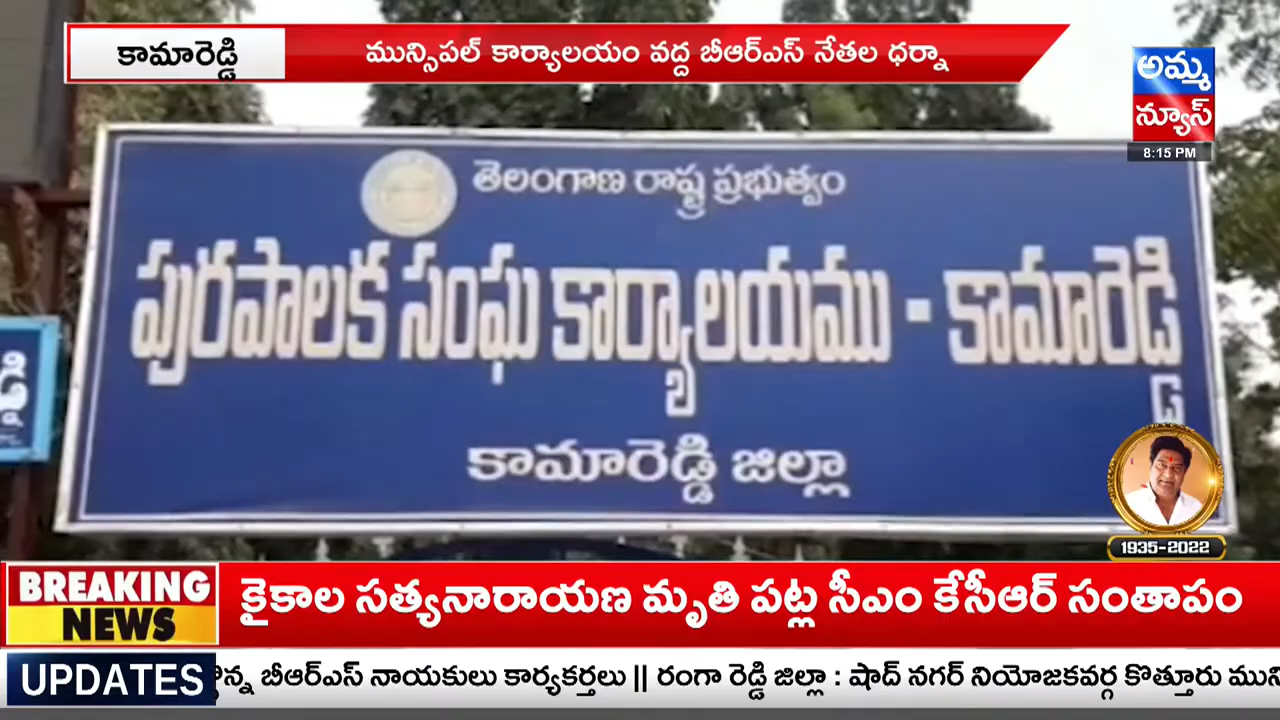 కామారెడ్డి
మున్సిపల్ కార్యాలయం వద్ద బీఆర్ఎస్ నేతల ధర్నా
అమ్మ
న్యూస్
8:15 PM
తెలంగాణ రాష్ట్ర ప్రభుత్వం
పురపాలక సంఘ కార్యాలయము - కామారెడ్డి
కామారెడ్డి జిల్లా
1935-2022
BREAKING
NEWS
కైకాల సత్యనారాయణ మృతి పట్ల సీఎం కేసీఆర్ సంతాపం
UPDATES
బీఆర్ఎస్ నాయకులు కార్యకర్తలు || రంగా రెడ్డి జిల్లా : షాద్ నగర్ నియోజకవర్గ కొత్తూరు